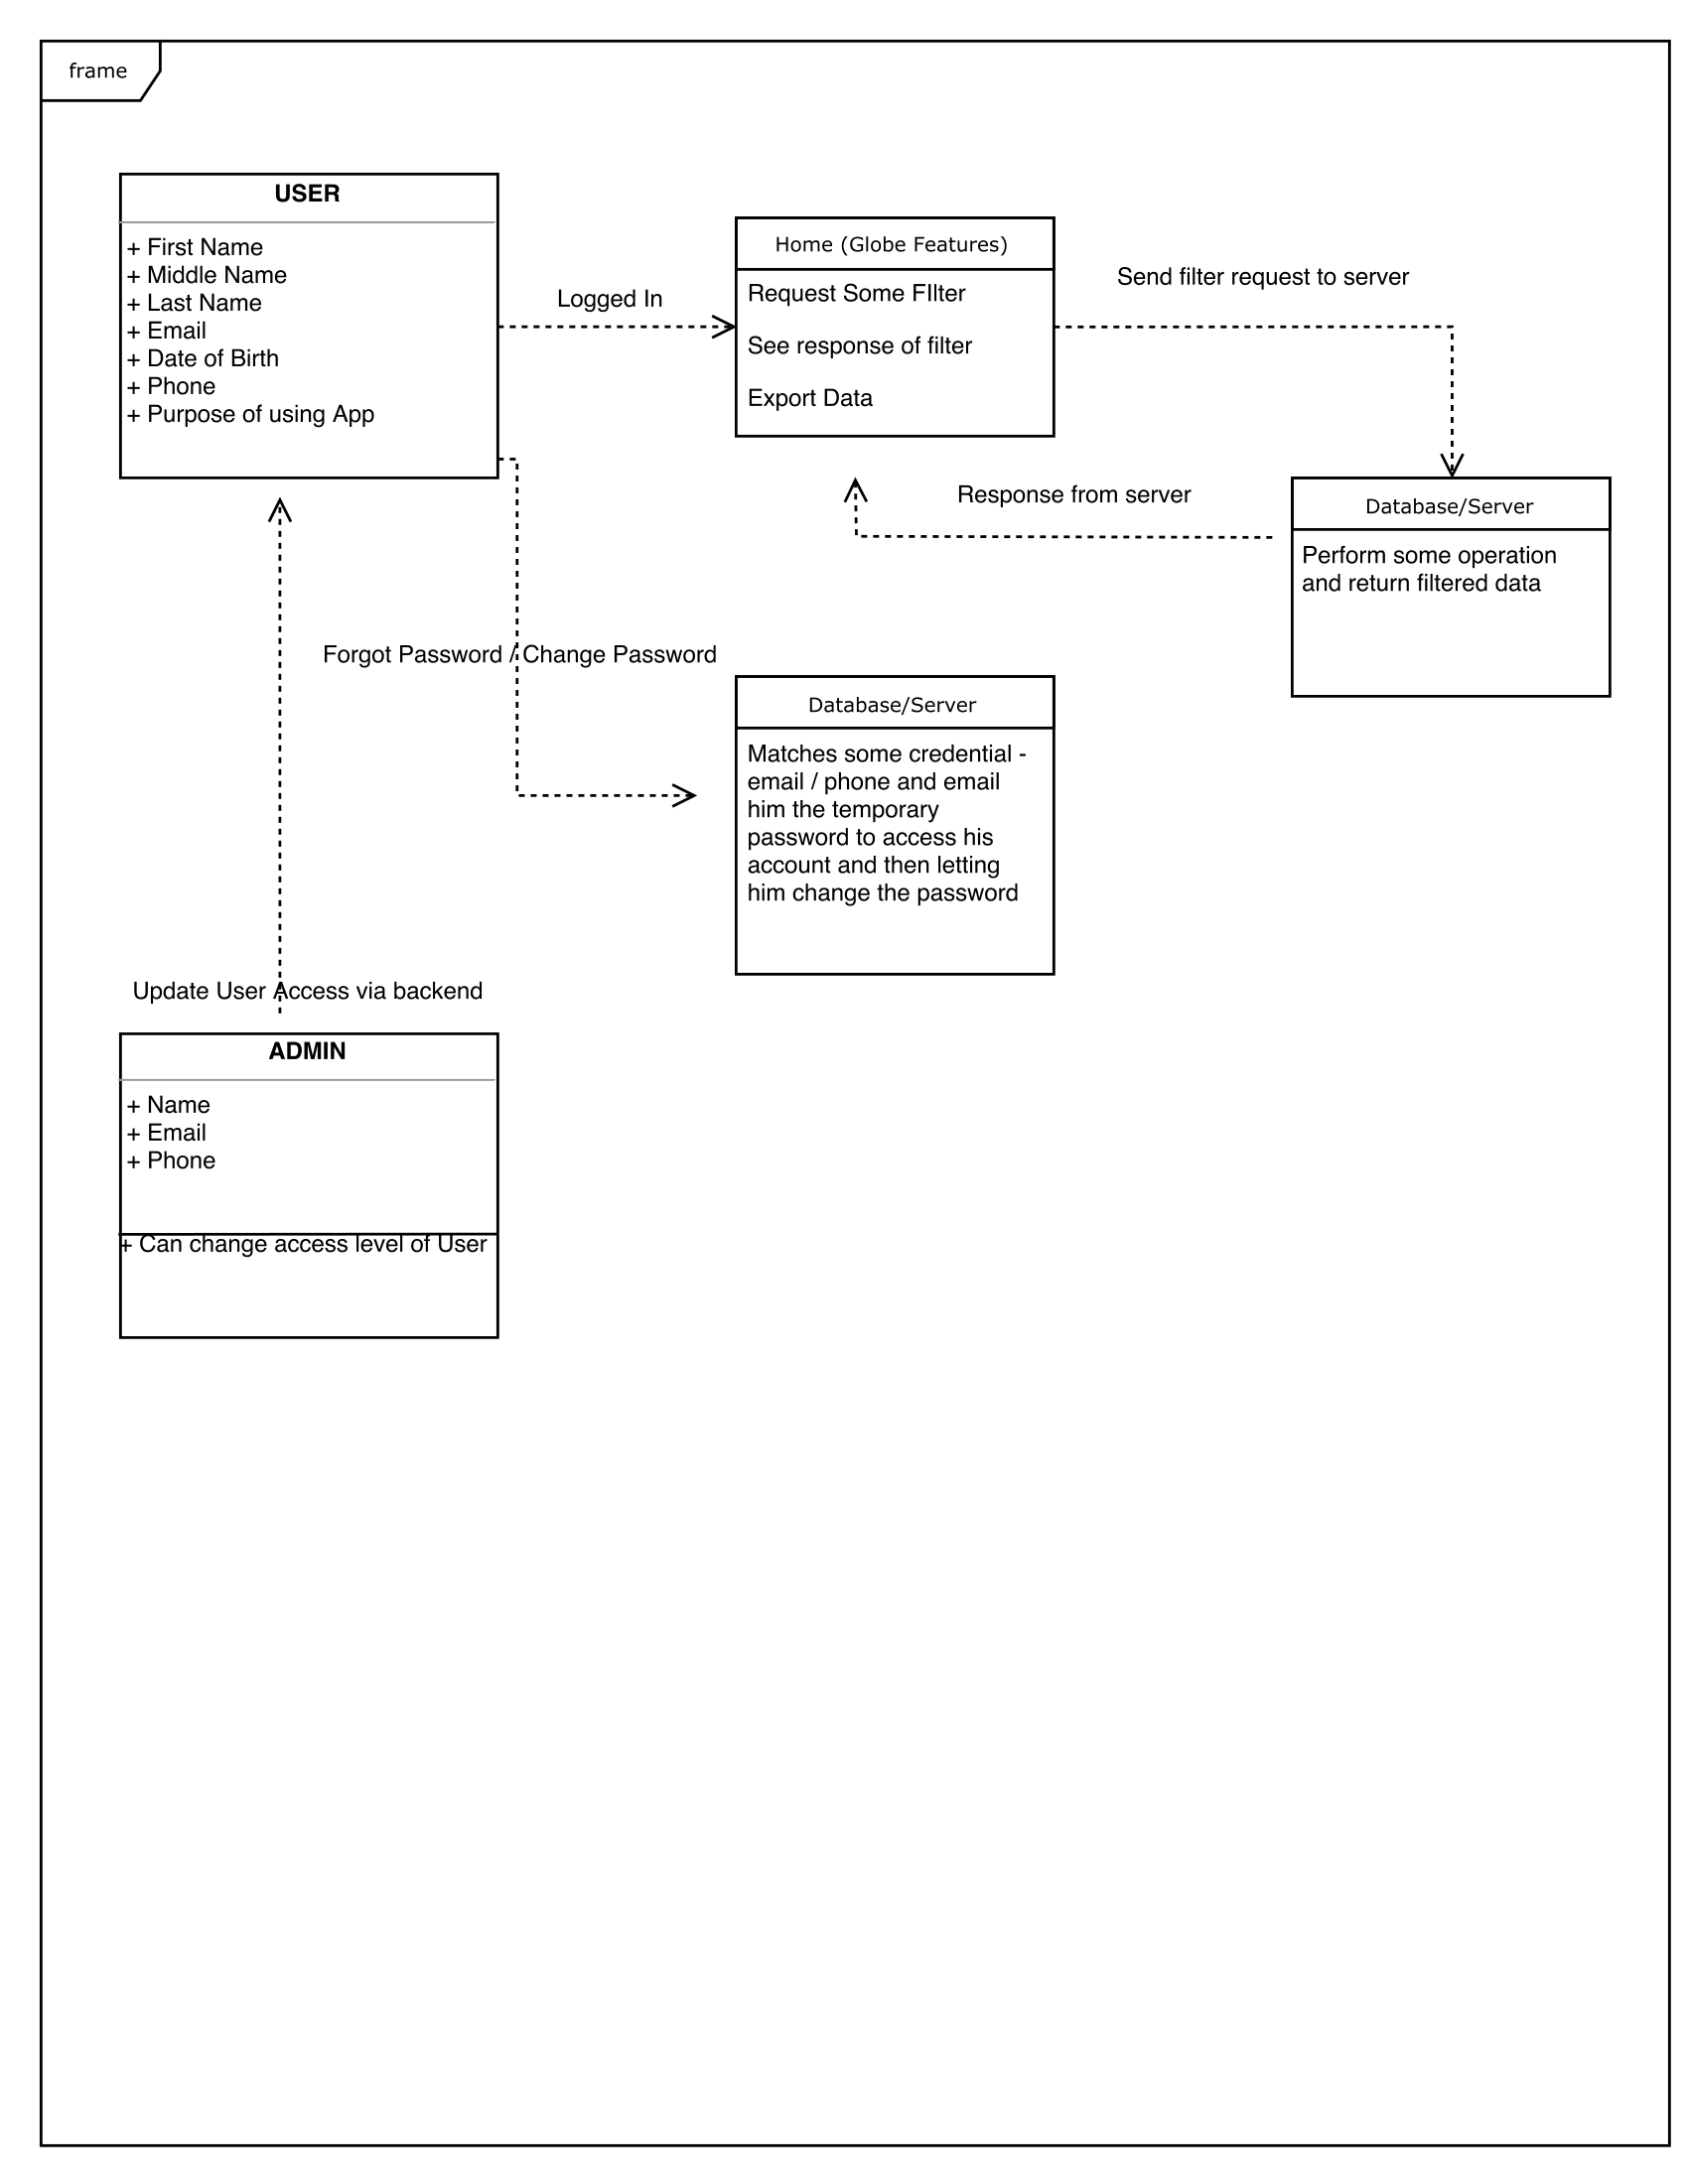 frame
USER
+ First Name
+ Middle Name
+ Last Name
+ Email
+ Date of Birth
+ Phone
+ Purpose of using App
Logged In
Home (Globe Features)
Request Some FIlter
See response of filter
Export Data
Send filter request to server
Response from server
Database/Server
Perform some operation
and return filtered data
Forgot Password / Change Password
Database/Server
Matches some credential -
email / phone and email
him the temporary
password to access his
account and then letting
him change the password
Update User Access via backend
ADMIN
+ Name
+ Email
+ Phone
+ Can change access level of User